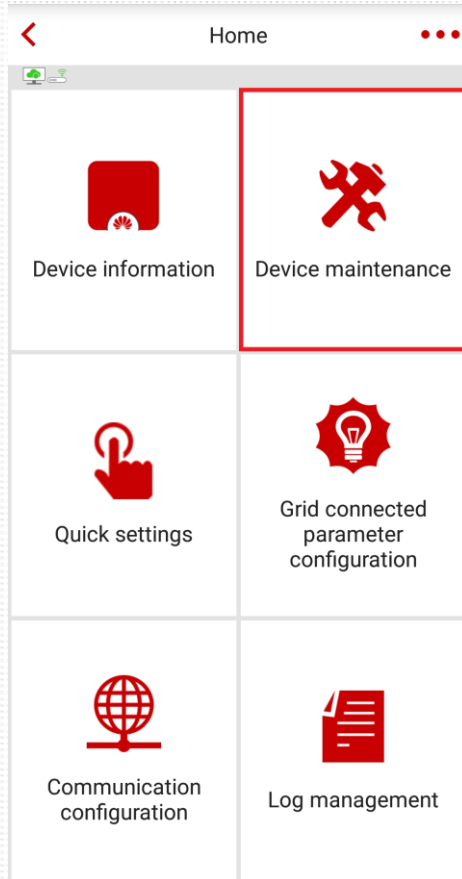 Home
Device information
Device maintenance
Quick settings
Grid connected
parameter
configuration
Communication
configuration
Log management